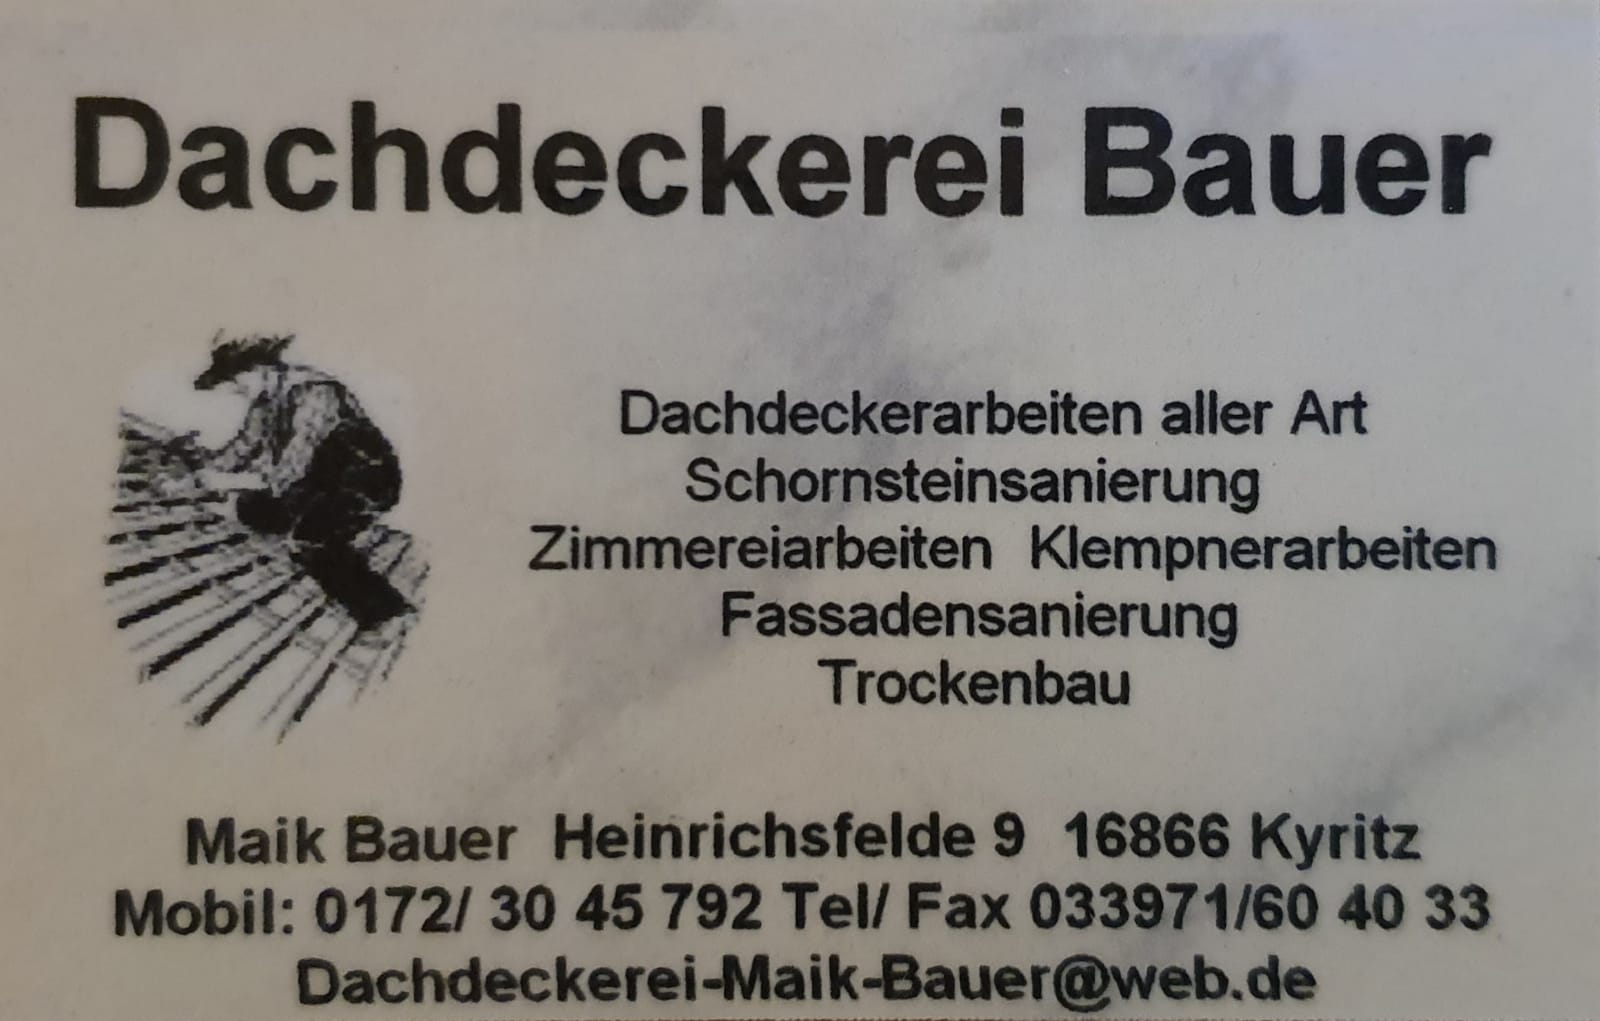 Dachdeckerei Bauer
Dachdeckerarbeiten aller Art
Schornsteinsanierung
Zimmereiarbeiten Klempnerarbeiten
Fassadensanierung
Trockenbau
Maik Bauer Heinrichsfelde 9 16866 Kyritz
Mobil: 0172/ 30 45 792 Tel/ Fax 033971/60 40 33
Dachdeckerei-Maik-Bauer@web.de